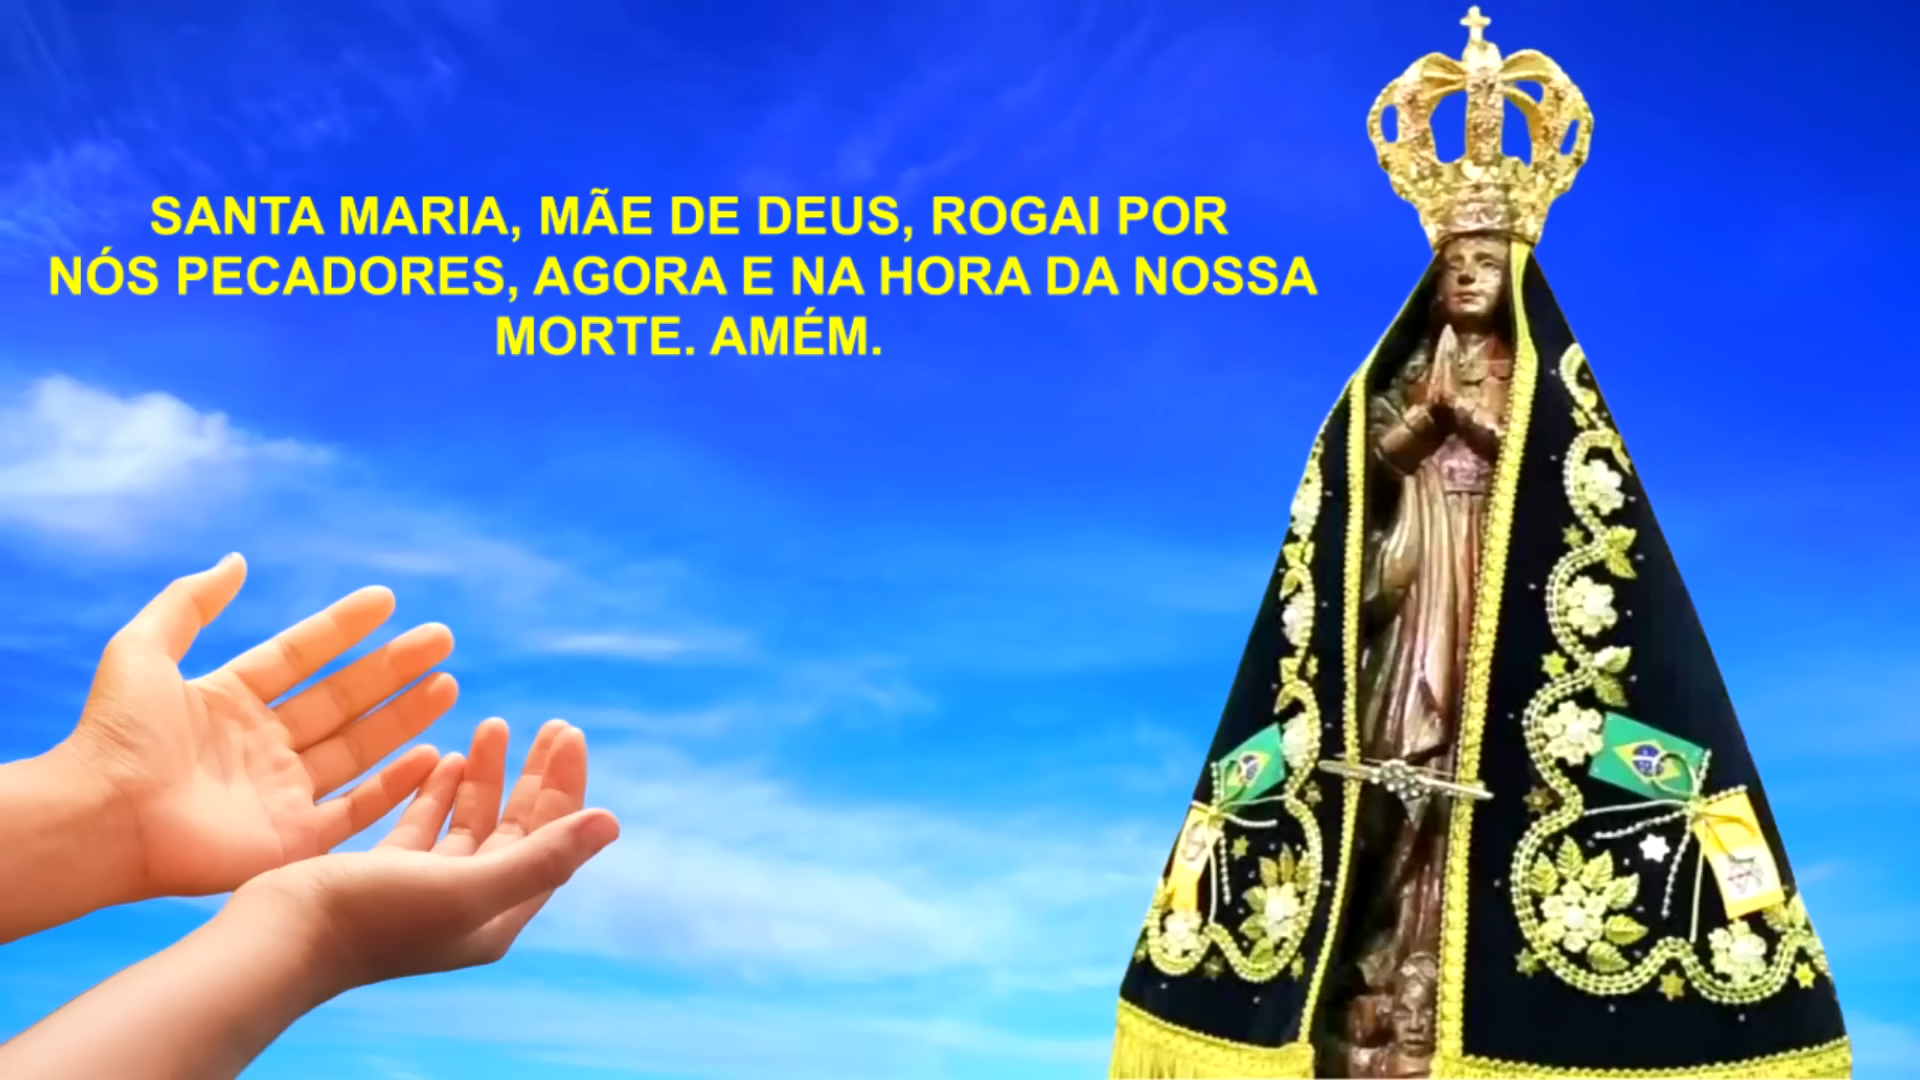 SANTA MARIA, MÃE DE DEUS, ROGAI POR
NÓS PECADORES, AGORA E NA HORA DA NOSSA
MORTE. AMÉM.